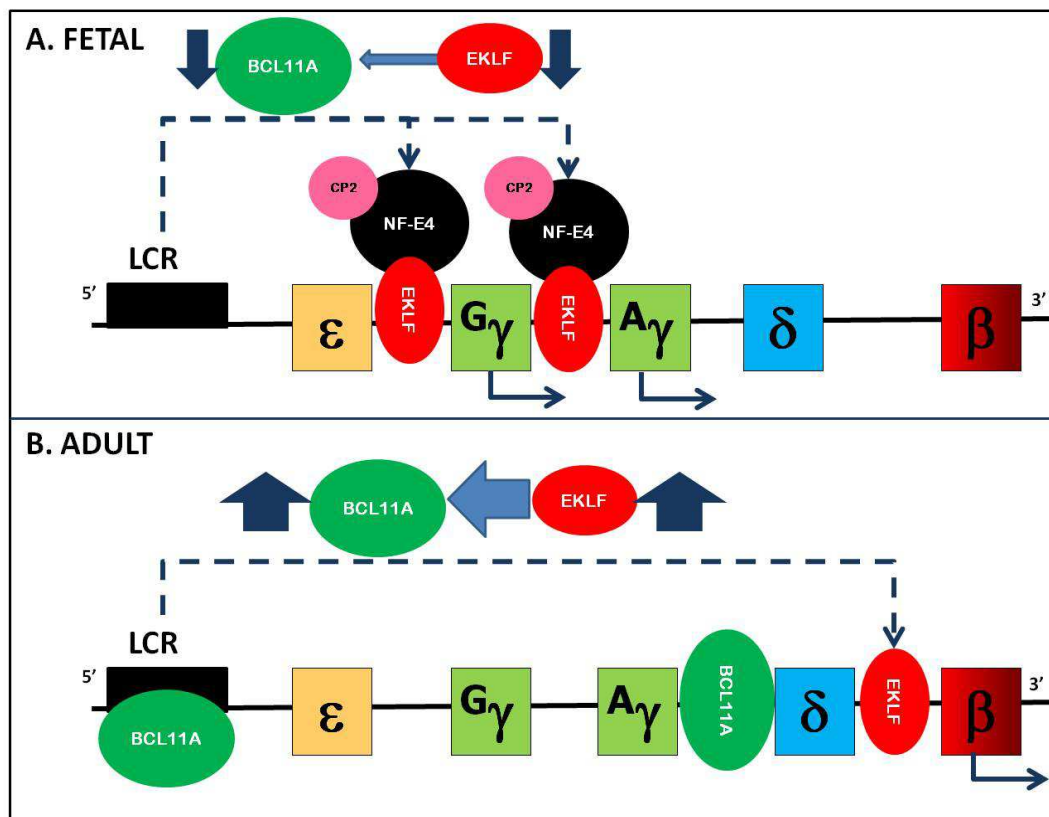 A. FETAL
BCL11A
EKLF
CP2
NF-E4
CP2
NF-E4
LCR
5’
EKLF
EKLF
3’
ε
Gγ
Aγ
δ
β
B. ADULT
BCL11A
EKLF
LCR
5’
BCL11A
EKLF
3’
ε
Gγ
Aγ
δ
β
BCL11A